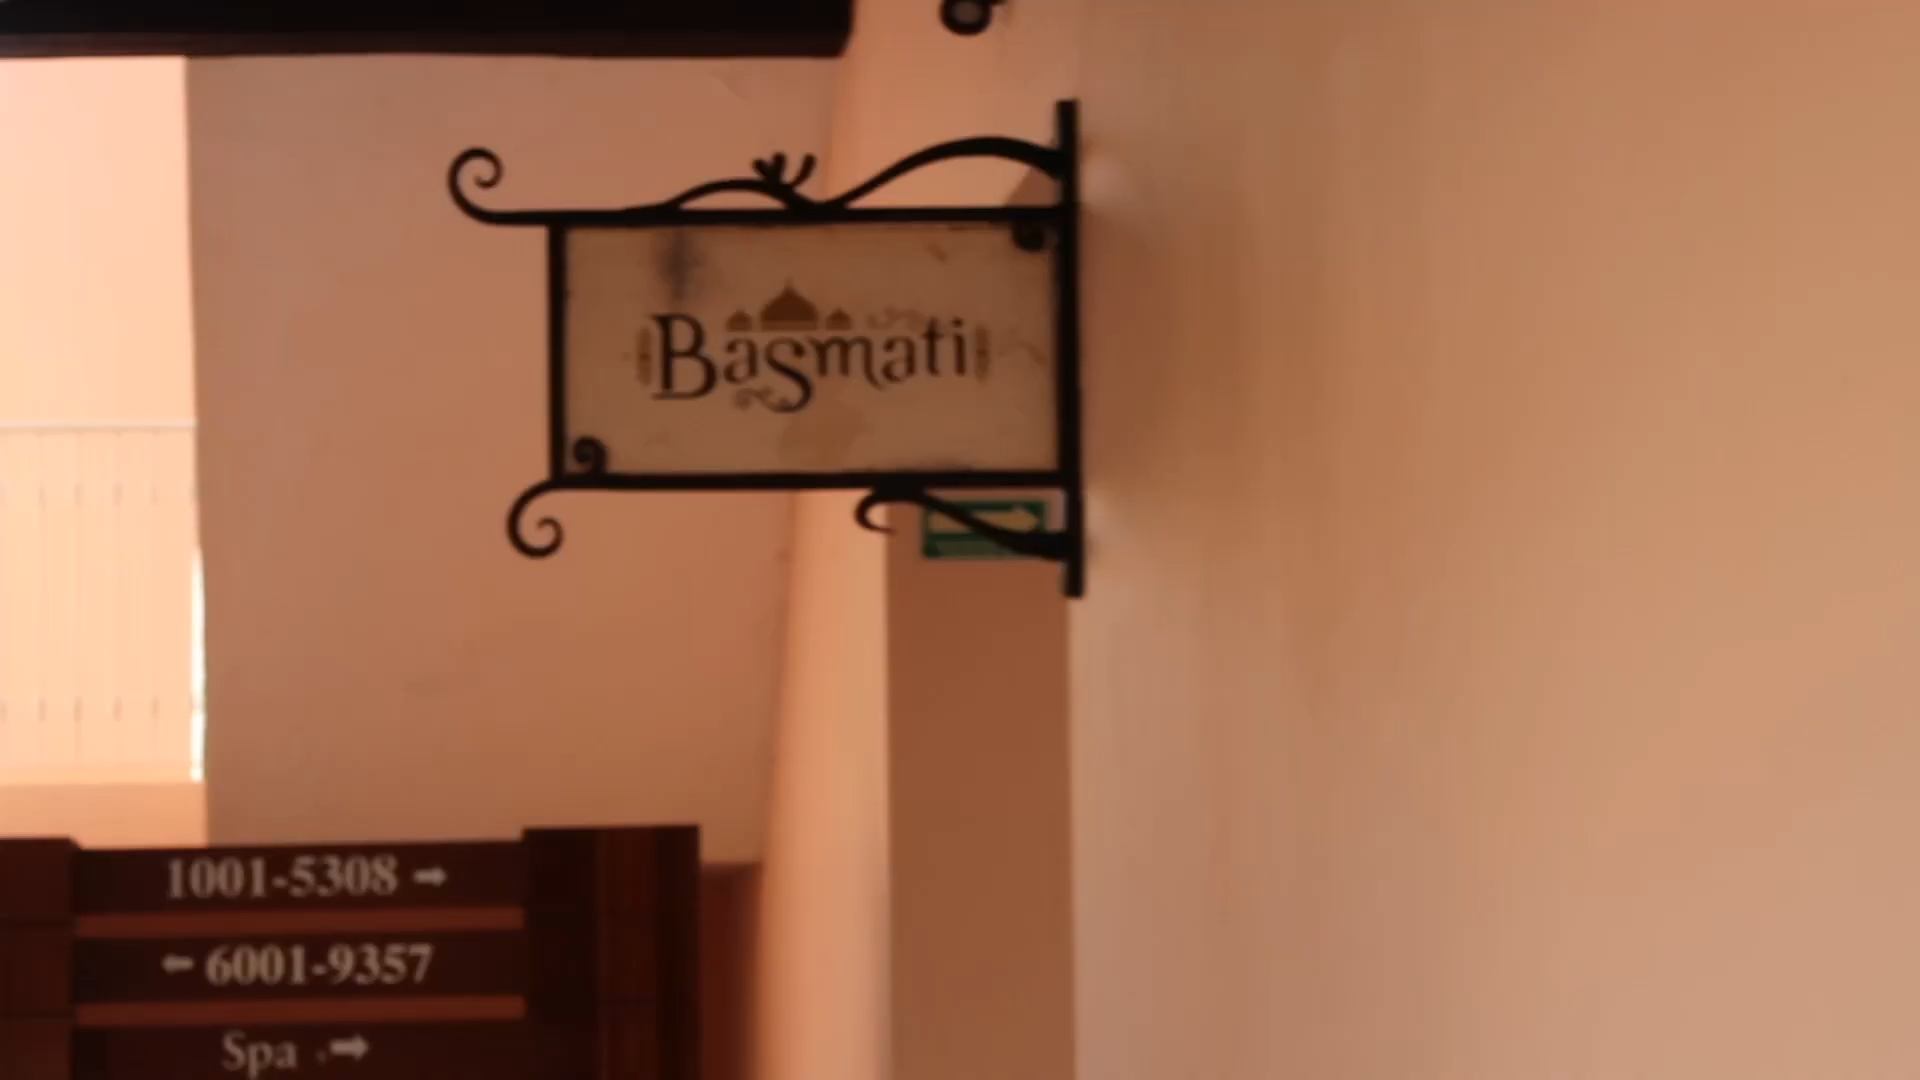 Basmati
1001-5308 →
← 6001-9357
Spa →